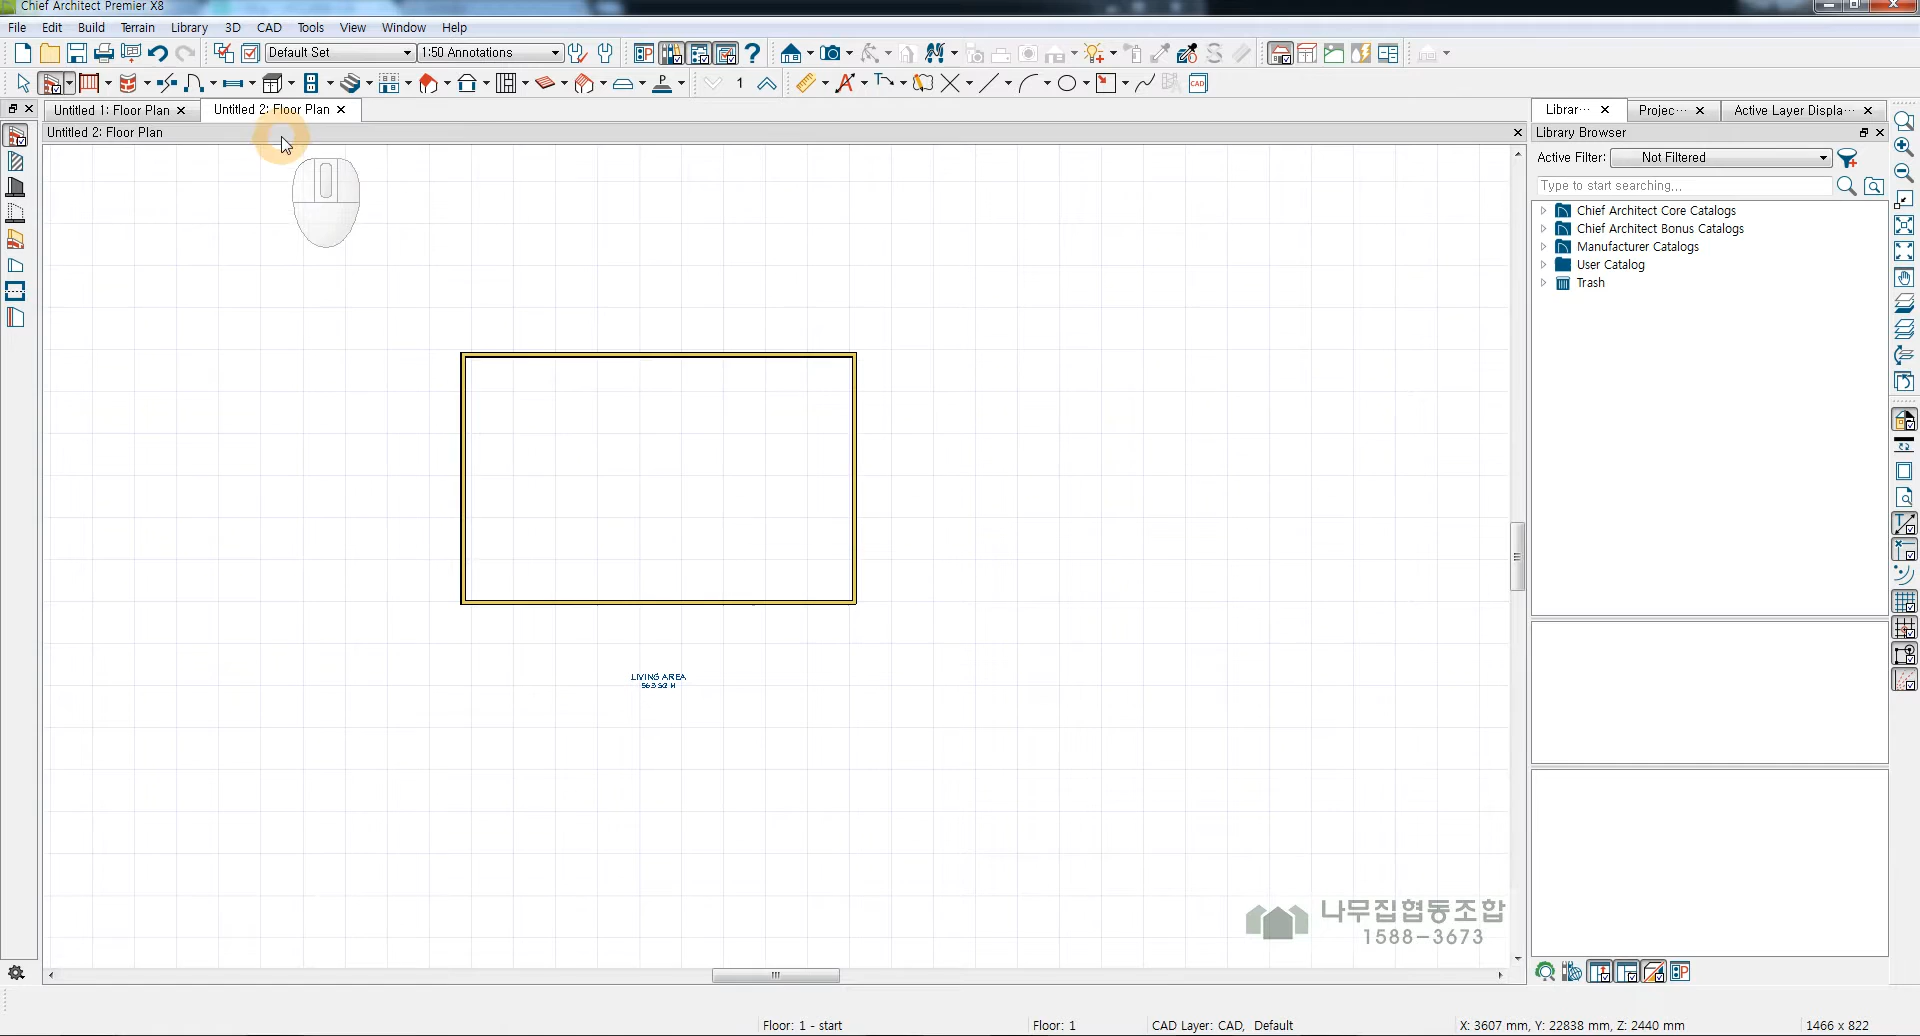 Chief Architect Premier X8
File Edit Build Terrain Library 3D CAD Tools View Window Help
Default Set 1:50 Annotations ?
P 1 A CAD
Untitled 1: Floor Plan Untitled 2: Floor Plan
Untitled 2: Floor Plan
Librar··· Projec··· Active Layer Displa···
Library Browser
Active Filter: Not Filtered
Type to start searching...
Chief Architect Core Catalogs
Chief Architect Bonus Catalogs
Manufacturer Catalogs
User Catalog
Trash
LIVING AREA
나무집협동조합
1588-3673
Floor: 1 - start Floor: 1 CAD Layer: CAD, Default X: 3607 mm, Y: 22838 mm, Z: 2440 mm 1466 x 822